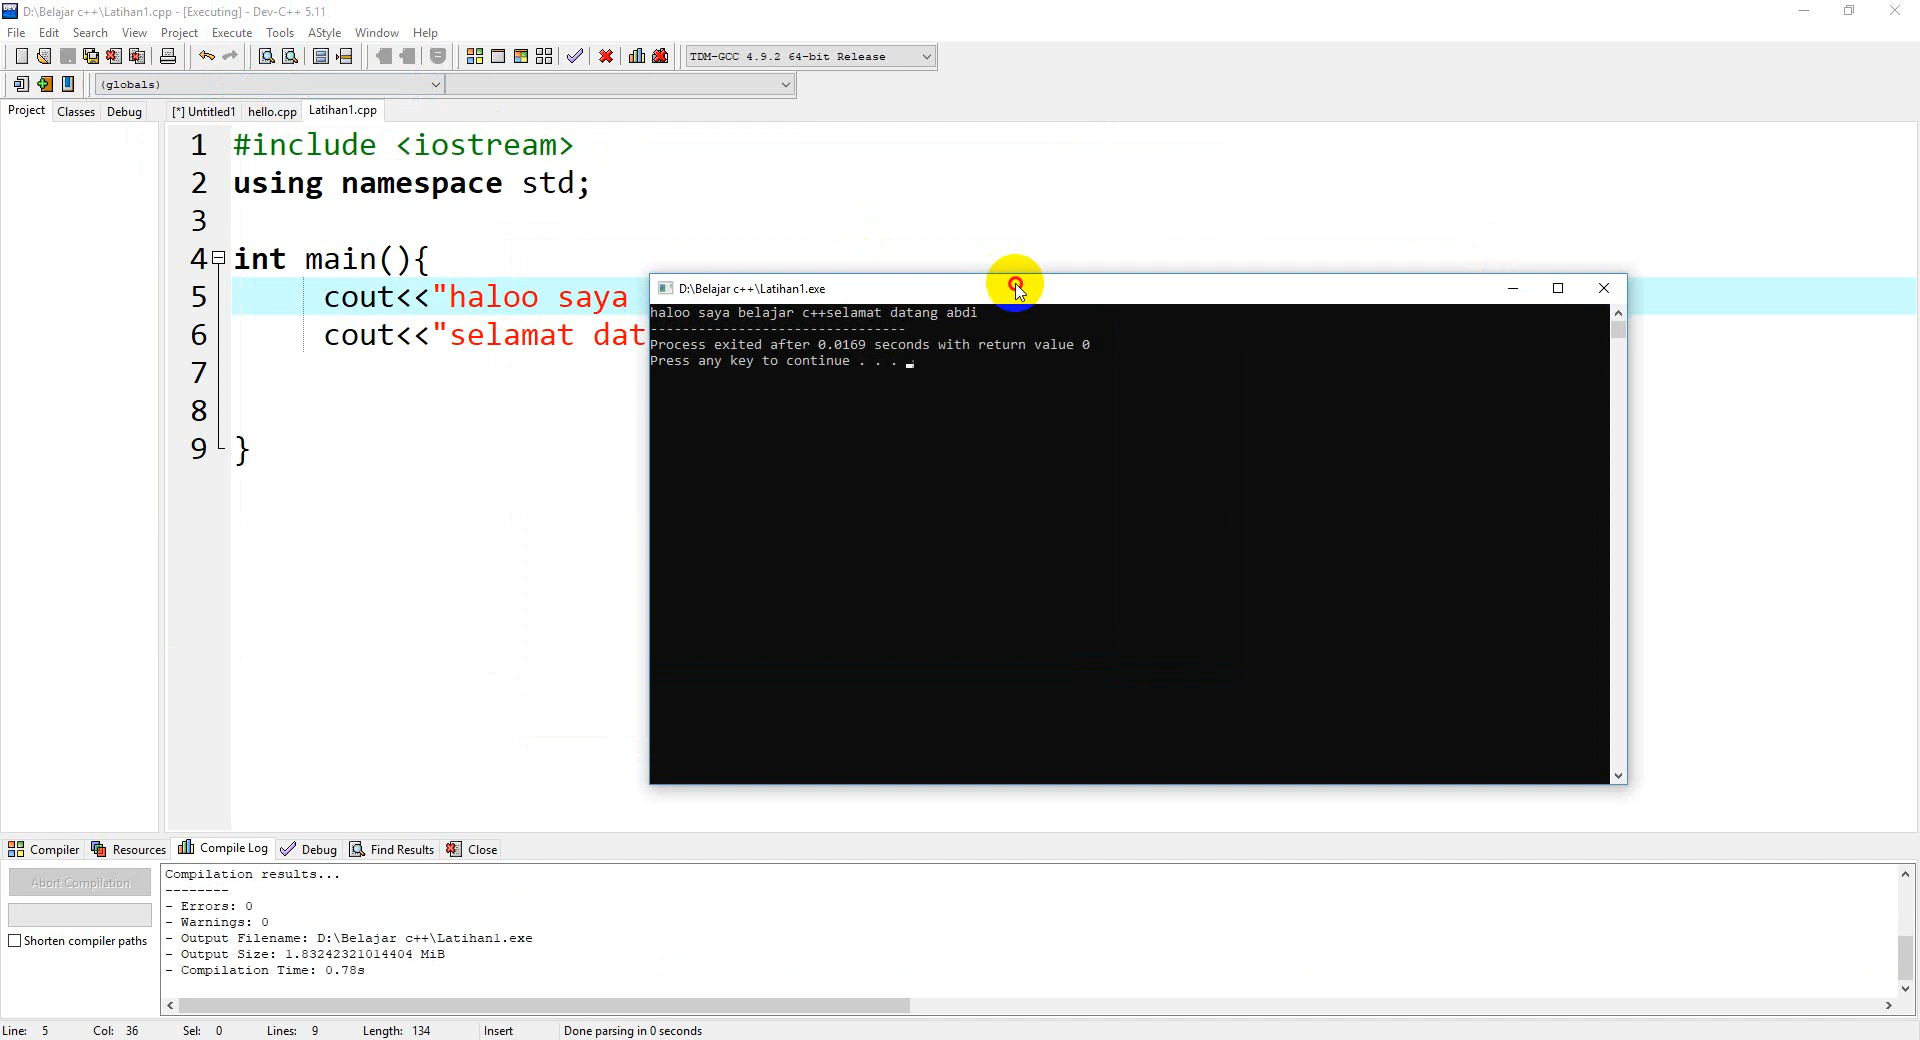 D:\Belajar c++\Latihan1.cpp - [Executing] - Dev-C++ 5.11
File Edit Search View Project Execute Tools AStyle Window Help
TDM-GCC 4.9.2 64-bit Release
(globals)
Project Classes Debug [*] Untitled1 hello.cpp Latihan1.cpp
1 #include <iostream>
2 using namespace std;
3
4 int main(){
5 cout<<"haloo saya
6 cout<<"selamat dat
7
8
9 }
D:\Belajar c++\Latihan1.exe
haloo saya belajar c++selamat datang abdi
--------------------------------
Process exited after 0.0169 seconds with return value 0
Press any key to continue . . .
Compiler Resources Compile Log Debug Find Results Close
Abort Compilation
Shorten compiler paths
Compilation results...
--------
- Errors: 0
- Warnings: 0
- Output Filename: D:\Belajar c++\Latihan1.exe
- Output Size: 1.83242321014404 MiB
- Compilation Time: 0.78s
Line: 5 Col: 36 Sel: 0 Lines: 9 Length: 134 Insert Done parsing in 0 seconds